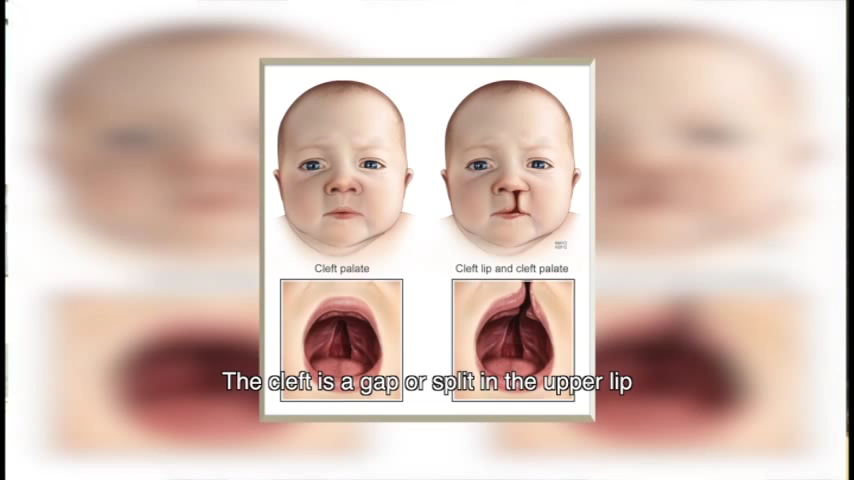 Cleft palate
Cleft lip and cleft palate
The cleft is a gap or split in the upper lip